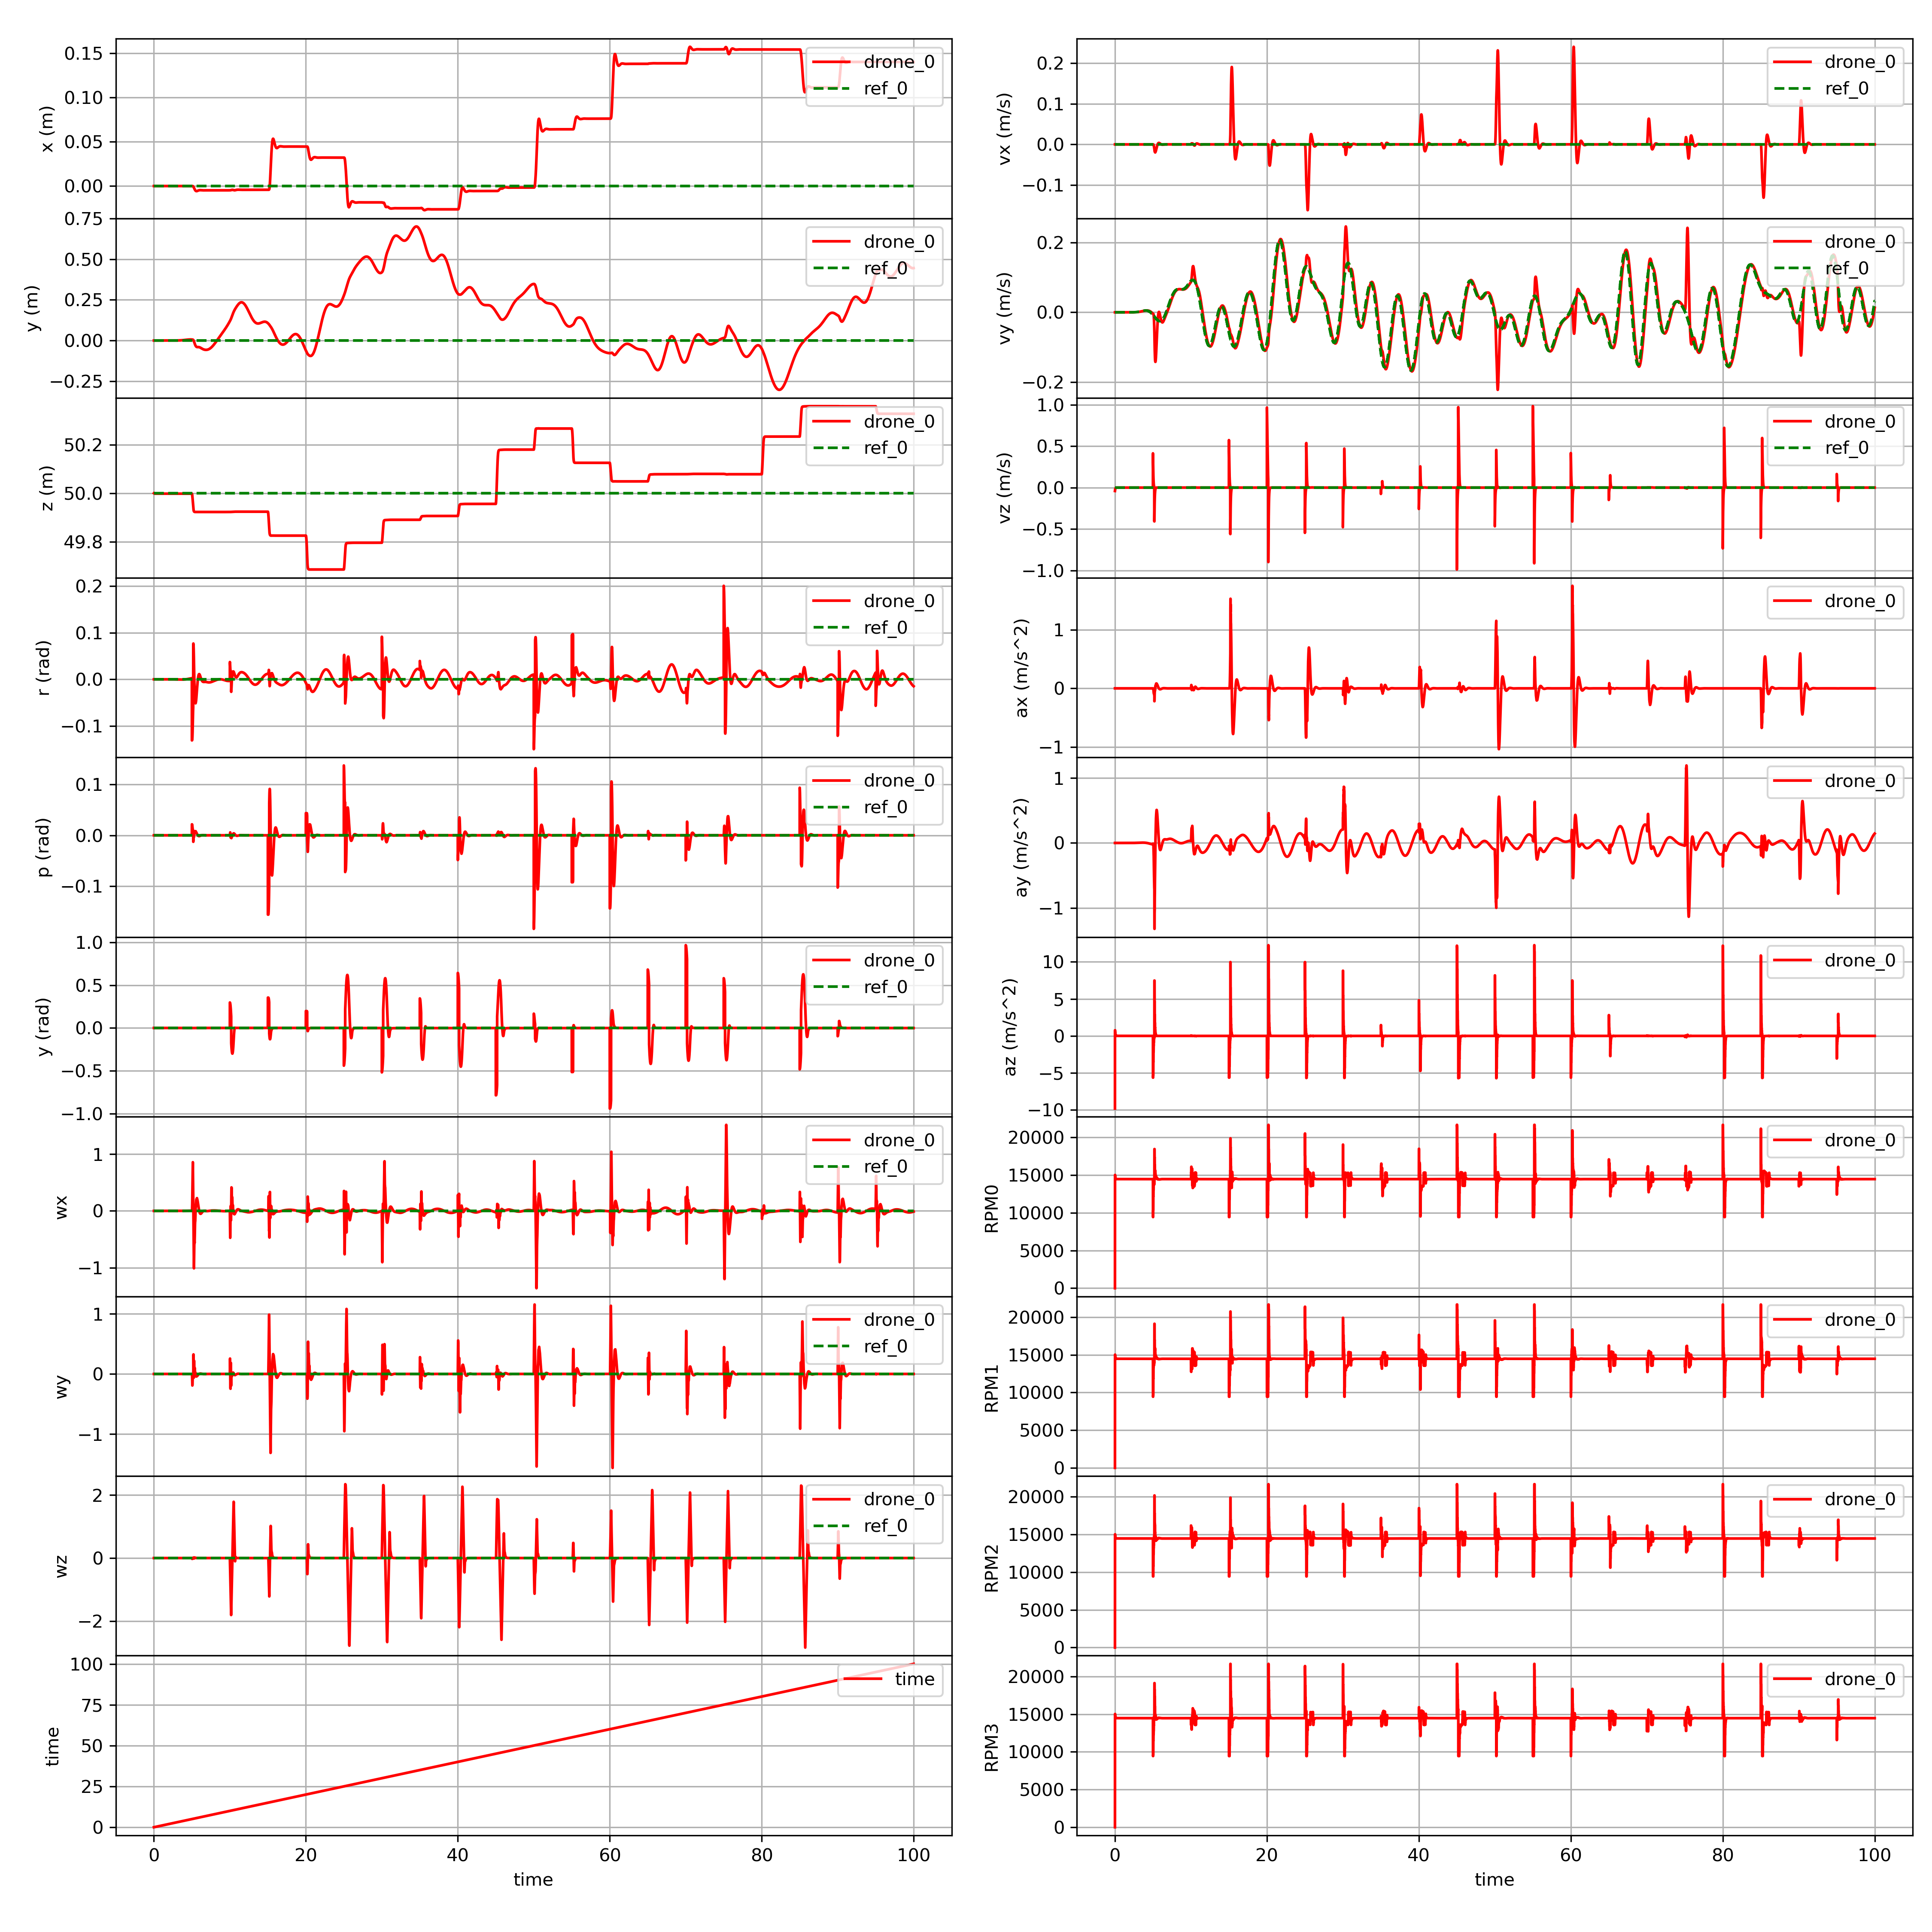 x (m)
0.15
0.10
0.05
0.00
drone_0
ref_0
y (m)
0.75
0.50
0.25
0.00
−0.25
drone_0
ref_0
z (m)
50.2
50.0
49.8
drone_0
ref_0
r (rad)
0.2
0.1
0.0
−0.1
drone_0
ref_0
p (rad)
0.1
0.0
−0.1
drone_0
ref_0
y (rad)
1.0
0.5
0.0
−0.5
−1.0
drone_0
ref_0
wx
1
0
−1
drone_0
ref_0
wy
1
0
−1
drone_0
ref_0
wz
2
0
−2
drone_0
ref_0
time
100
75
50
25
0
time
0 20 40 60 80 100
time
vx (m/s)
0.2
0.1
0.0
−0.1
drone_0
ref_0
vy (m/s)
0.2
0.0
−0.2
drone_0
ref_0
vz (m/s)
1.0
0.5
0.0
−0.5
−1.0
drone_0
ref_0
ax (m/s^2)
1
0
−1
drone_0
ay (m/s^2)
1
0
−1
drone_0
az (m/s^2)
10
5
0
−5
−10
drone_0
RPM0
20000
15000
10000
5000
0
drone_0
RPM1
20000
15000
10000
5000
0
drone_0
RPM2
20000
15000
10000
5000
0
drone_0
RPM3
20000
15000
10000
5000
0
drone_0
0 20 40 60 80 100
time